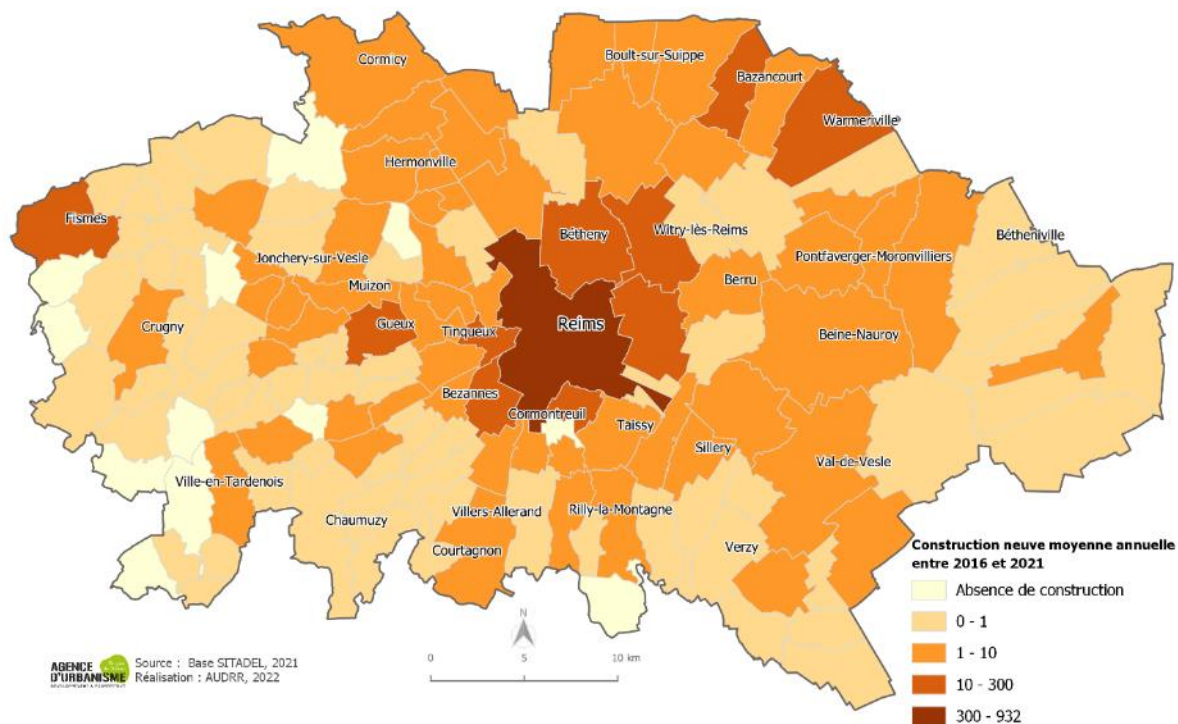 Cormicy
Boult-sur-Suippe
Bazancourt
Warmeriville
Hermonville
Fismes
Bétheny
Witry-lès-Reims
Bétheniville
Jonchery-sur-Vesle
Pontfaverger-Moronvilliers
Muizon
Berru
Crugny
Gueux
Tinqueux
Reims
Beine-Nauroy
Bezannes
Cormontreuil
Taissy
Sillery
Val-de-Vesle
Ville-en-Tardenois
Chaumuzy
Villers-Allerand
Rilly-la-Montagne
Courtagnon
Verzy
Construction neuve moyenne annuelle
entre 2016 et 2021
Absence de construction
0 - 1
1 - 10
10 - 300
300 - 932
N
0 5 10 km
AGENCE
D'URBANISME
Source : Base SITADEL, 2021
Réalisation : AUDRR, 2022